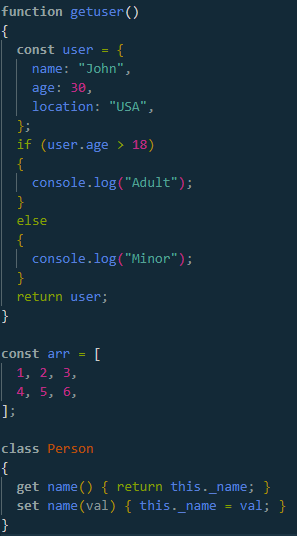 function getuser()
{
  const user = {
    name: "John",
    age: 30,
    location: "USA",
  };
  if (user.age > 18)
  {
    console.log("Adult");
  }
  else
  {
    console.log("Minor");
  }
  return user;
}

const arr = [
  1, 2, 3,
  4, 5, 6,
];

class Person
{
  get name() { return this._name; }
  set name(val) { this._name = val; }
}